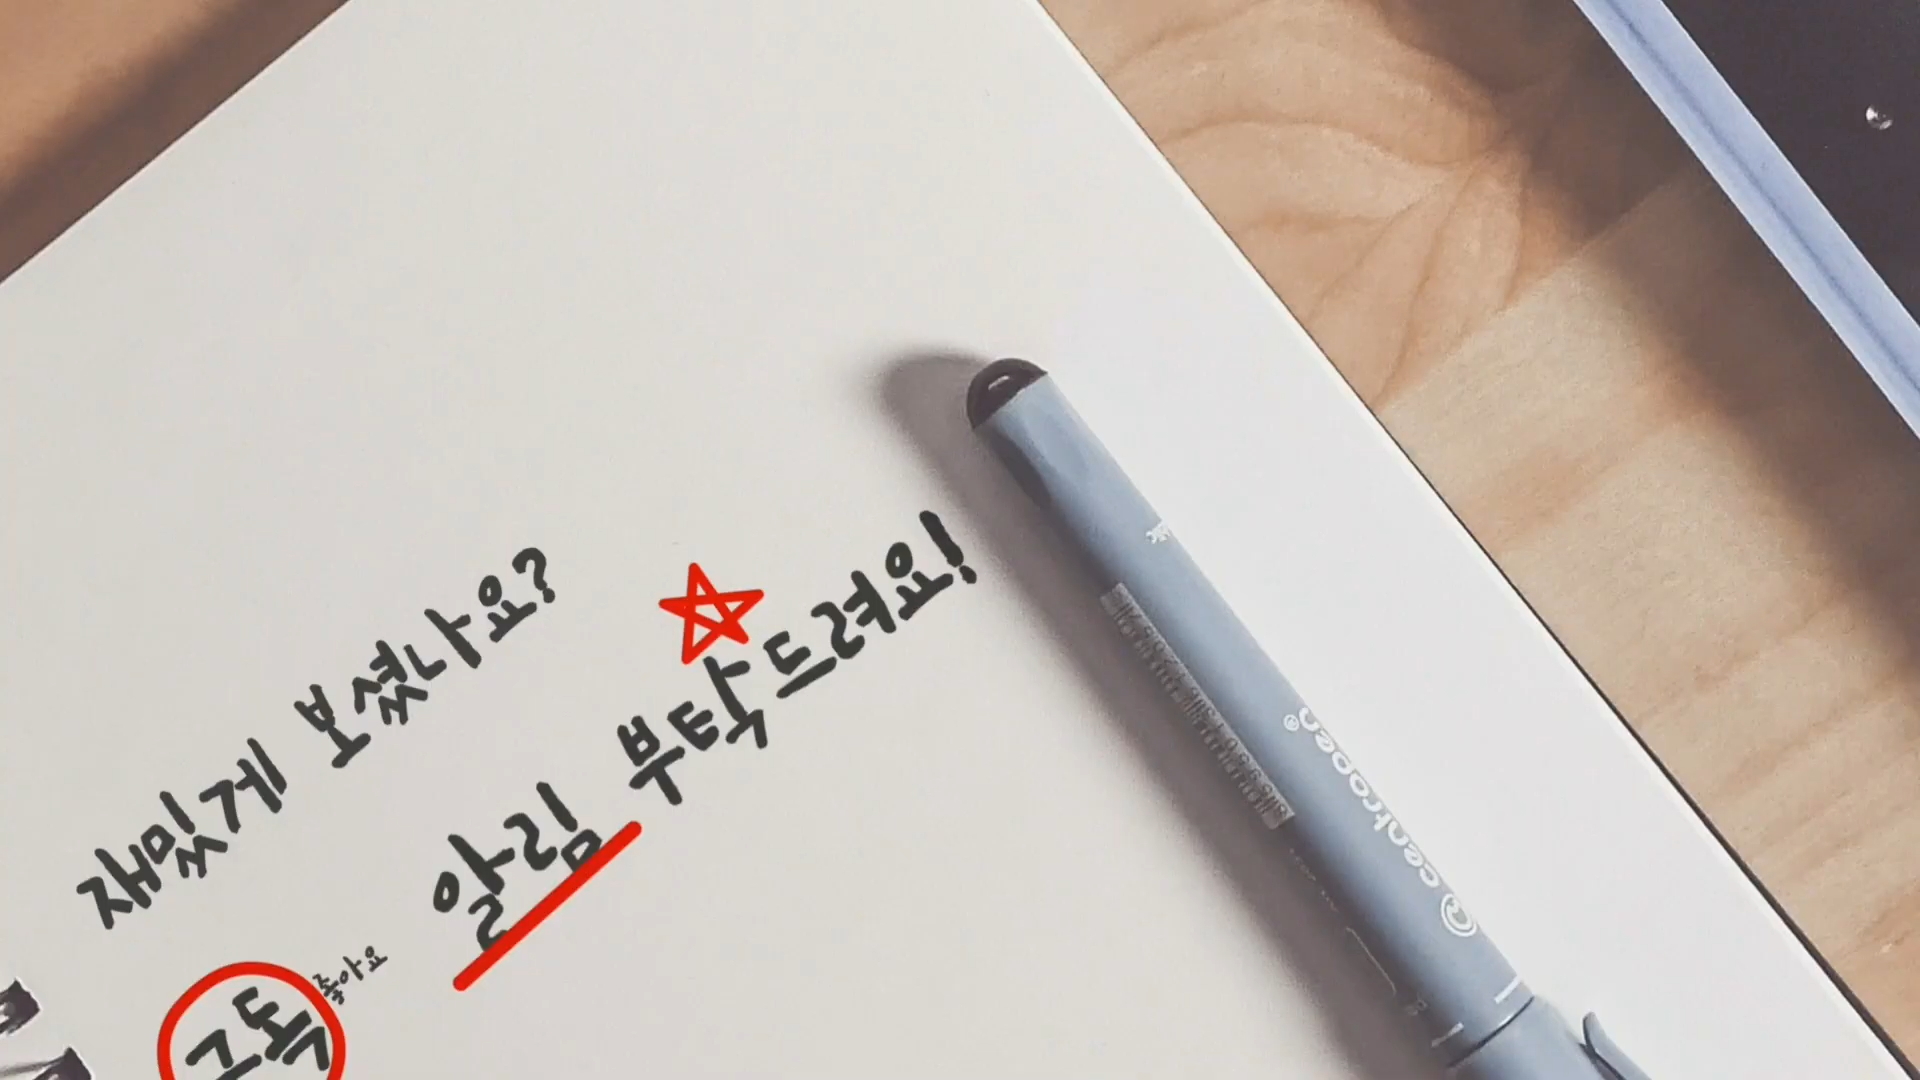 재밌게 보셨나요?
구독
좋아요
알림 부탁드려요!
centropen®